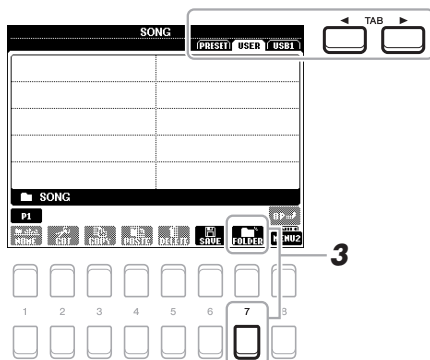 SONG
◄ TAB ►
PRESET USER USB1
SONG
P1
UP
NAME CUT COPY PASTE DELETE SAVE FOLDER MENU2
3
1 2 3 4 5 6 7 8